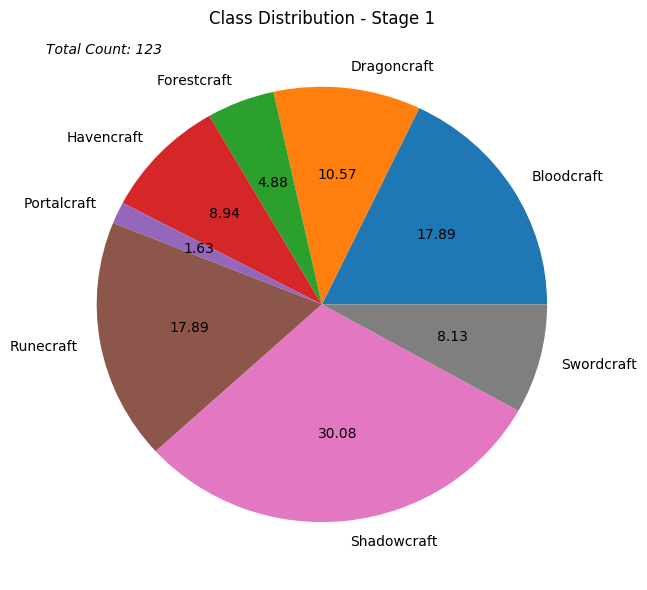 Class Distribution - Stage 1
Total Count: 123
Dragoncraft
Forestcraft
Havencraft
Bloodcraft
10.57
4.88
Portalcraft
8.94
17.89
1.63
17.89
8.13
Runecraft
Swordcraft
30.08
Shadowcraft